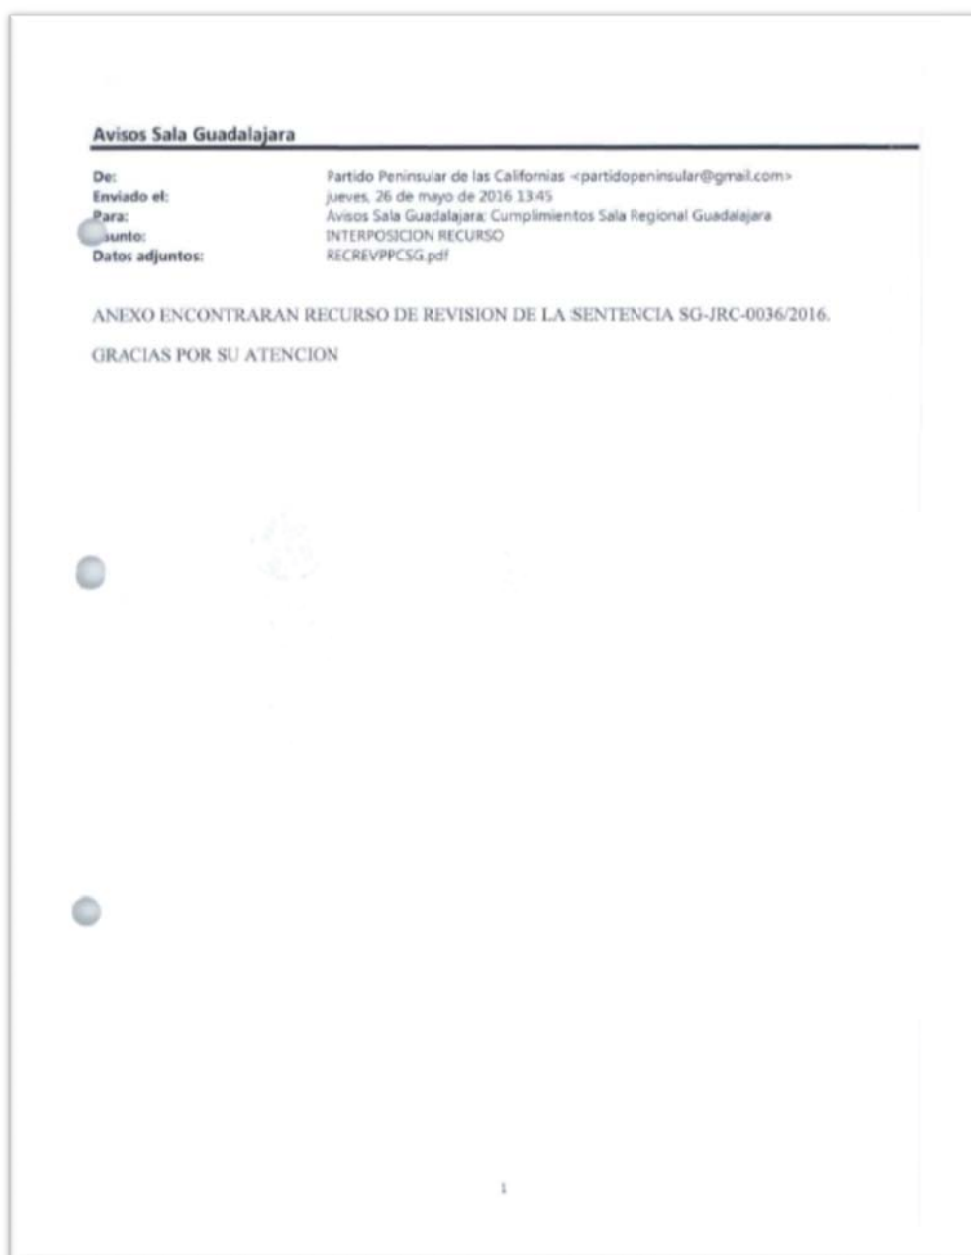 Avisos Sala Guadalajara
De: Partido Peninsular de las Californias <partidopeninsular@gmail.com>
Enviado el: jueves, 26 de mayo de 2016 13:45
Para: Avisos Sala Guadalajara; Cumplimientos Sala Regional Guadalajara
sunto: INTERPOSICION RECURSO
Datos adjuntos: RECREVPPCSG.pdf
ANEXO ENCONTRARAN RECURSO DE REVISION DE LA SENTENCIA SG-JRC-0036/2016.
GRACIAS POR SU ATENCION
1